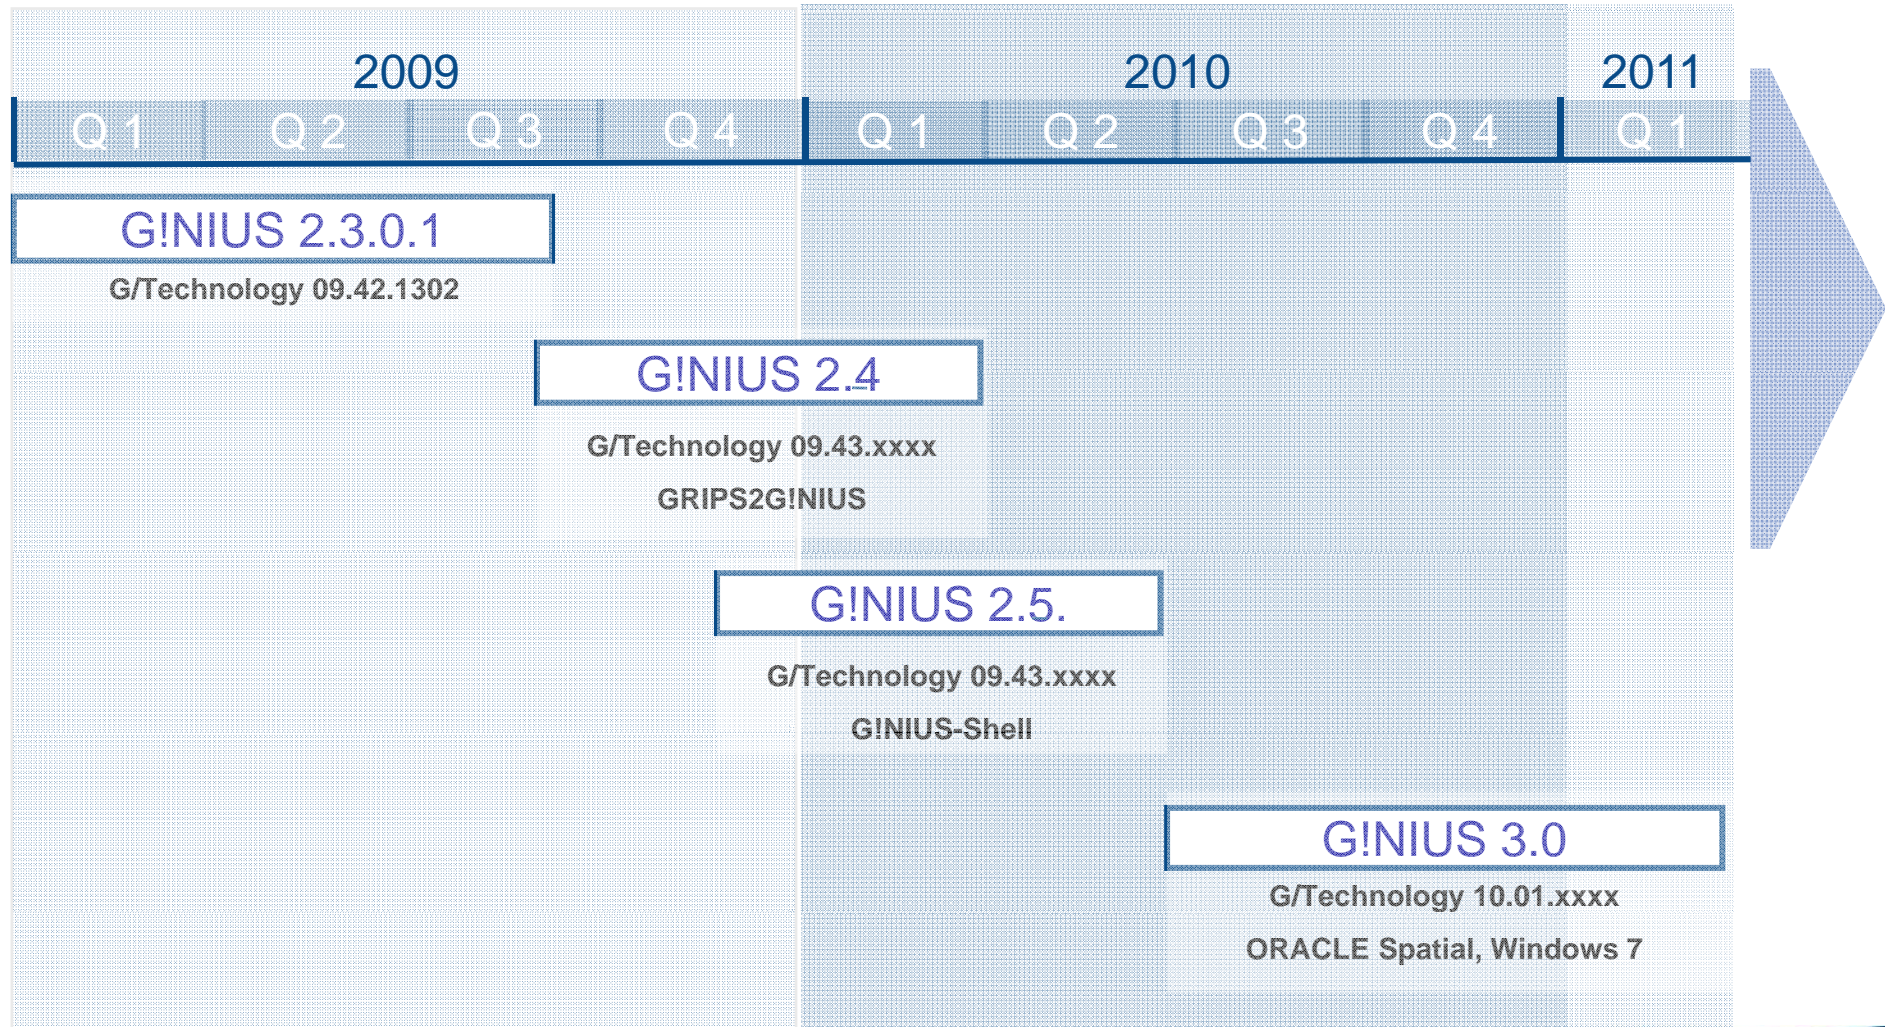 2009 2010 2011
Q 1 Q 2 Q 3 Q 4 Q 1 Q 2 Q 3 Q 4 Q 1
G!NIUS 2.3.0.1
G/Technology 09.42.1302
G!NIUS 2.4
G/Technology 09.43.xxxx
GRIPS2G!NIUS
G!NIUS 2.5.
G/Technology 09.43.xxxx
G!NIUS-Shell
G!NIUS 3.0
G/Technology 10.01.xxxx
ORACLE Spatial, Windows 7